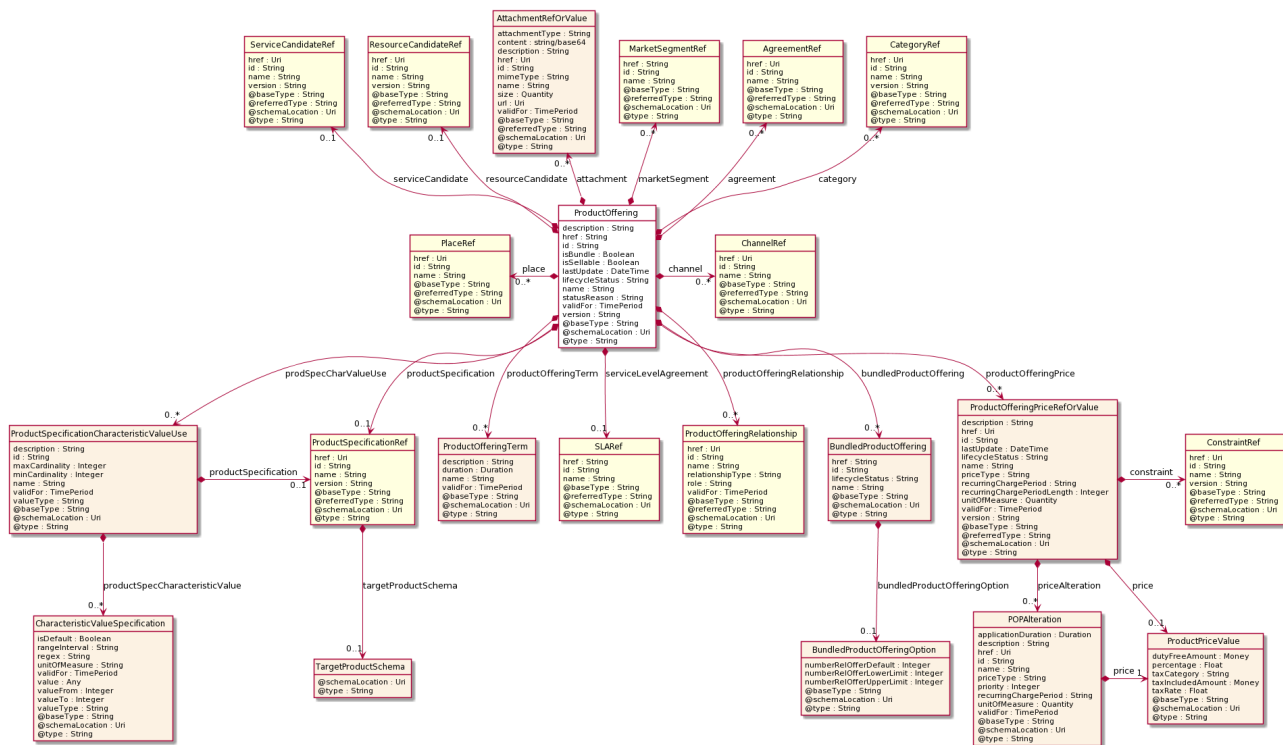 ServiceCandidateRef
href : Uri
id : String
name : String
version : String
@baseType : String
@referredType : String
@schemaLocation : Uri
@type : String
ResourceCandidateRef
href : Uri
id : String
name : String
version : String
@baseType : String
@referredType : String
@schemaLocation : Uri
@type : String
AttachmentRefOrValue
attachmentType : String
content : string/base64
description : String
href : Uri
id : String
mimeType : String
name : String
size : Quantity
url : Uri
validFor : TimePeriod
@baseType : String
@referredType : String
@schemaLocation : Uri
@type : String
MarketSegmentRef
href : String
id : String
name : String
@baseType : String
@referredType : String
@schemaLocation : Uri
@type : String
AgreementRef
href : String
id : String
name : String
@baseType : String
@referredType : String
@schemaLocation : Uri
@type : String
CategoryRef
href : Uri
id : String
name : String
version : String
@baseType : String
@referredType : String
@schemaLocation : Uri
@type : String
0..1
0..1
0..*
0..*
0..*
0..*
serviceCandidate
resourceCandidate
attachment
marketSegment
agreement
category
PlaceRef
href : Uri
id : String
name : String
@baseType : String
@referredType : String
@schemaLocation : Uri
@type : String
place
0..*
ProductOffering
description : String
href : String
id : String
isBundle : Boolean
isSellable : Boolean
lastUpdate : DateTime
lifecycleStatus : String
name : String
statusReason : String
validFor : TimePeriod
version : String
@baseType : String
@schemaLocation : Uri
@type : String
channel
0..*
ChannelRef
href : Uri
id : String
name : String
@baseType : String
@referredType : String
@schemaLocation : Uri
@type : String
prodSpecCharValueUse
productSpecification
productOfferingTerm
serviceLevelAgreement
productOfferingRelationship
bundledProductOffering
productOfferingPrice
0..*
0..1
0..*
0..1
0..*
0..*
0..*
ProductSpecificationCharacteristicValueUse
description : String
id : String
maxCardinality : Integer
minCardinality : Integer
name : String
validFor : TimePeriod
valueType : String
@baseType : String
@schemaLocation : Uri
@type : String
productSpecification
0..1
ProductSpecificationRef
href : Uri
id : String
name : String
version : String
@baseType : String
@referredType : String
@schemaLocation : Uri
@type : String
ProductOfferingTerm
description : String
duration : Duration
name : String
validFor : TimePeriod
@baseType : String
@schemaLocation : Uri
@type : String
SLARef
href : String
id : String
name : String
@baseType : String
@referredType : String
@schemaLocation : Uri
@type : String
ProductOfferingRelationship
href : Uri
id : String
name : String
relationshipType : String
role : String
validFor : TimePeriod
@baseType : String
@referredType : String
@schemaLocation : Uri
@type : String
BundledProductOffering
href : String
id : String
lifecycleStatus : String
name : String
@baseType : String
@schemaLocation : Uri
@type : String
ProductOfferingPriceRefOrValue
description : String
href : Uri
id : String
lastUpdate : DateTime
lifecycleStatus : String
name : String
priceType : String
recurringChargePeriod : String
recurringChargePeriodLength : Integer
unitOfMeasure : Quantity
validFor : TimePeriod
version : String
@baseType : String
@referredType : String
@schemaLocation : Uri
@type : String
constraint
0..*
ConstraintRef
href : Uri
id : String
name : String
version : String
@baseType : String
@referredType : String
@schemaLocation : Uri
@type : String
productSpecCharacteristicValue
0..*
targetProductSchema
0..1
bundledProductOfferingOption
0..1
priceAlteration
0..*
price
0..1
CharacteristicValueSpecification
isDefault : Boolean
rangeInterval : String
regex : String
unitOfMeasure : String
validFor : TimePeriod
value : Any
valueFrom : Integer
valueTo : Integer
valueType : String
@baseType : String
@schemaLocation : Uri
@type : String
TargetProductSchema
@schemaLocation : Uri
@type : String
BundledProductOfferingOption
numberRelOfferDefault : Integer
numberRelOfferLowerLimit : Integer
numberRelOfferUpperLimit : Integer
@baseType : String
@schemaLocation : Uri
@type : String
POPAlteration
applicationDuration : Duration
description : String
href : Uri
id : String
name : String
priceType : String
priority : Integer
recurringChargePeriod : String
unitOfMeasure : Quantity
validFor : TimePeriod
@baseType : String
@schemaLocation : Uri
@type : String
price
1
ProductPriceValue
dutyFreeAmount : Money
percentage : Float
taxCategory : String
taxIncludedAmount : Money
taxRate : Float
@baseType : String
@schemaLocation : Uri
@type : String